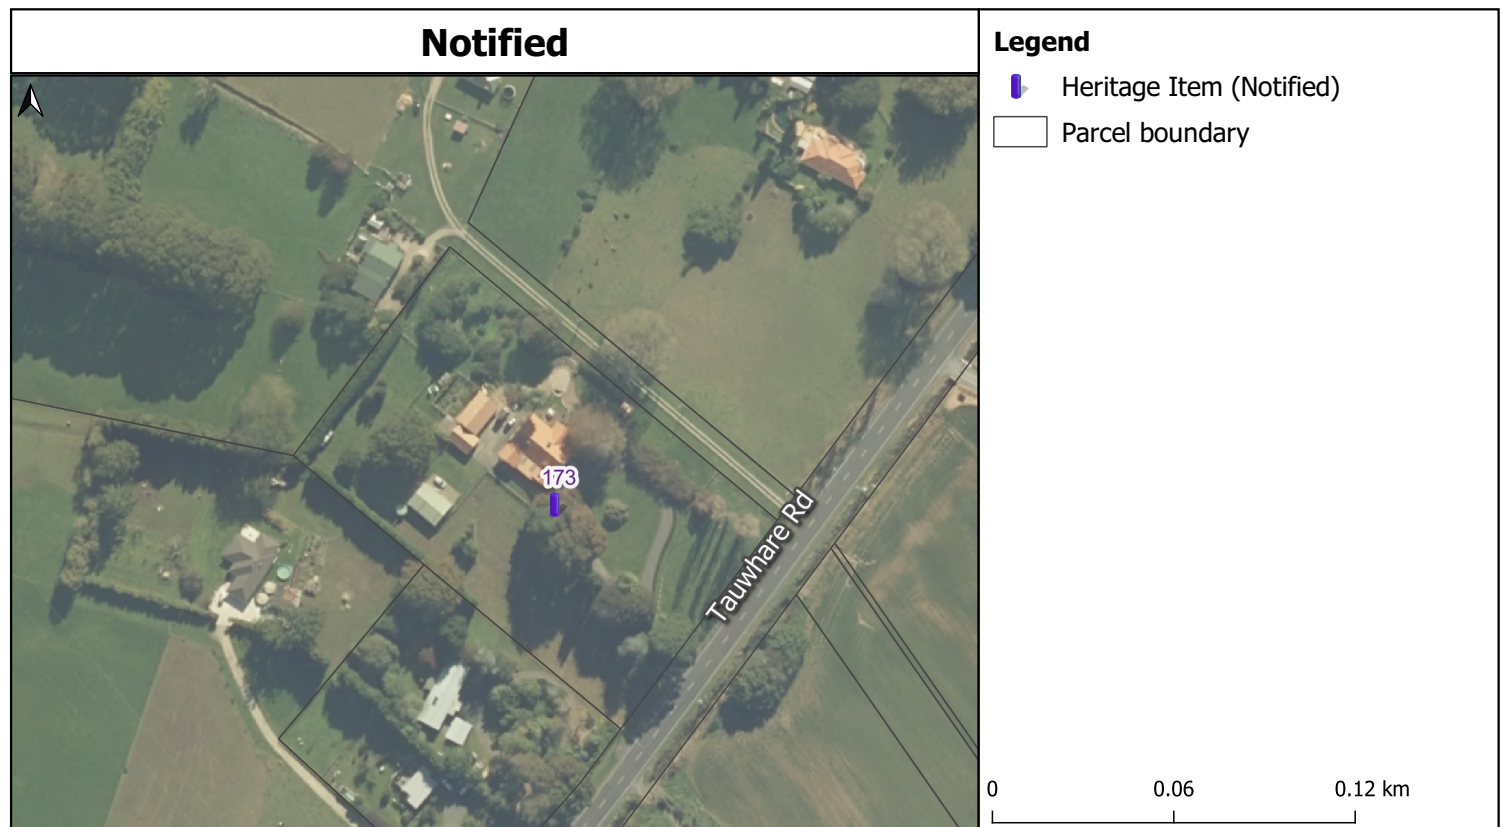 Notified
Legend
Heritage Item (Notified)
Parcel boundary
173
Tauwhare Rd
0 0.06 0.12 km